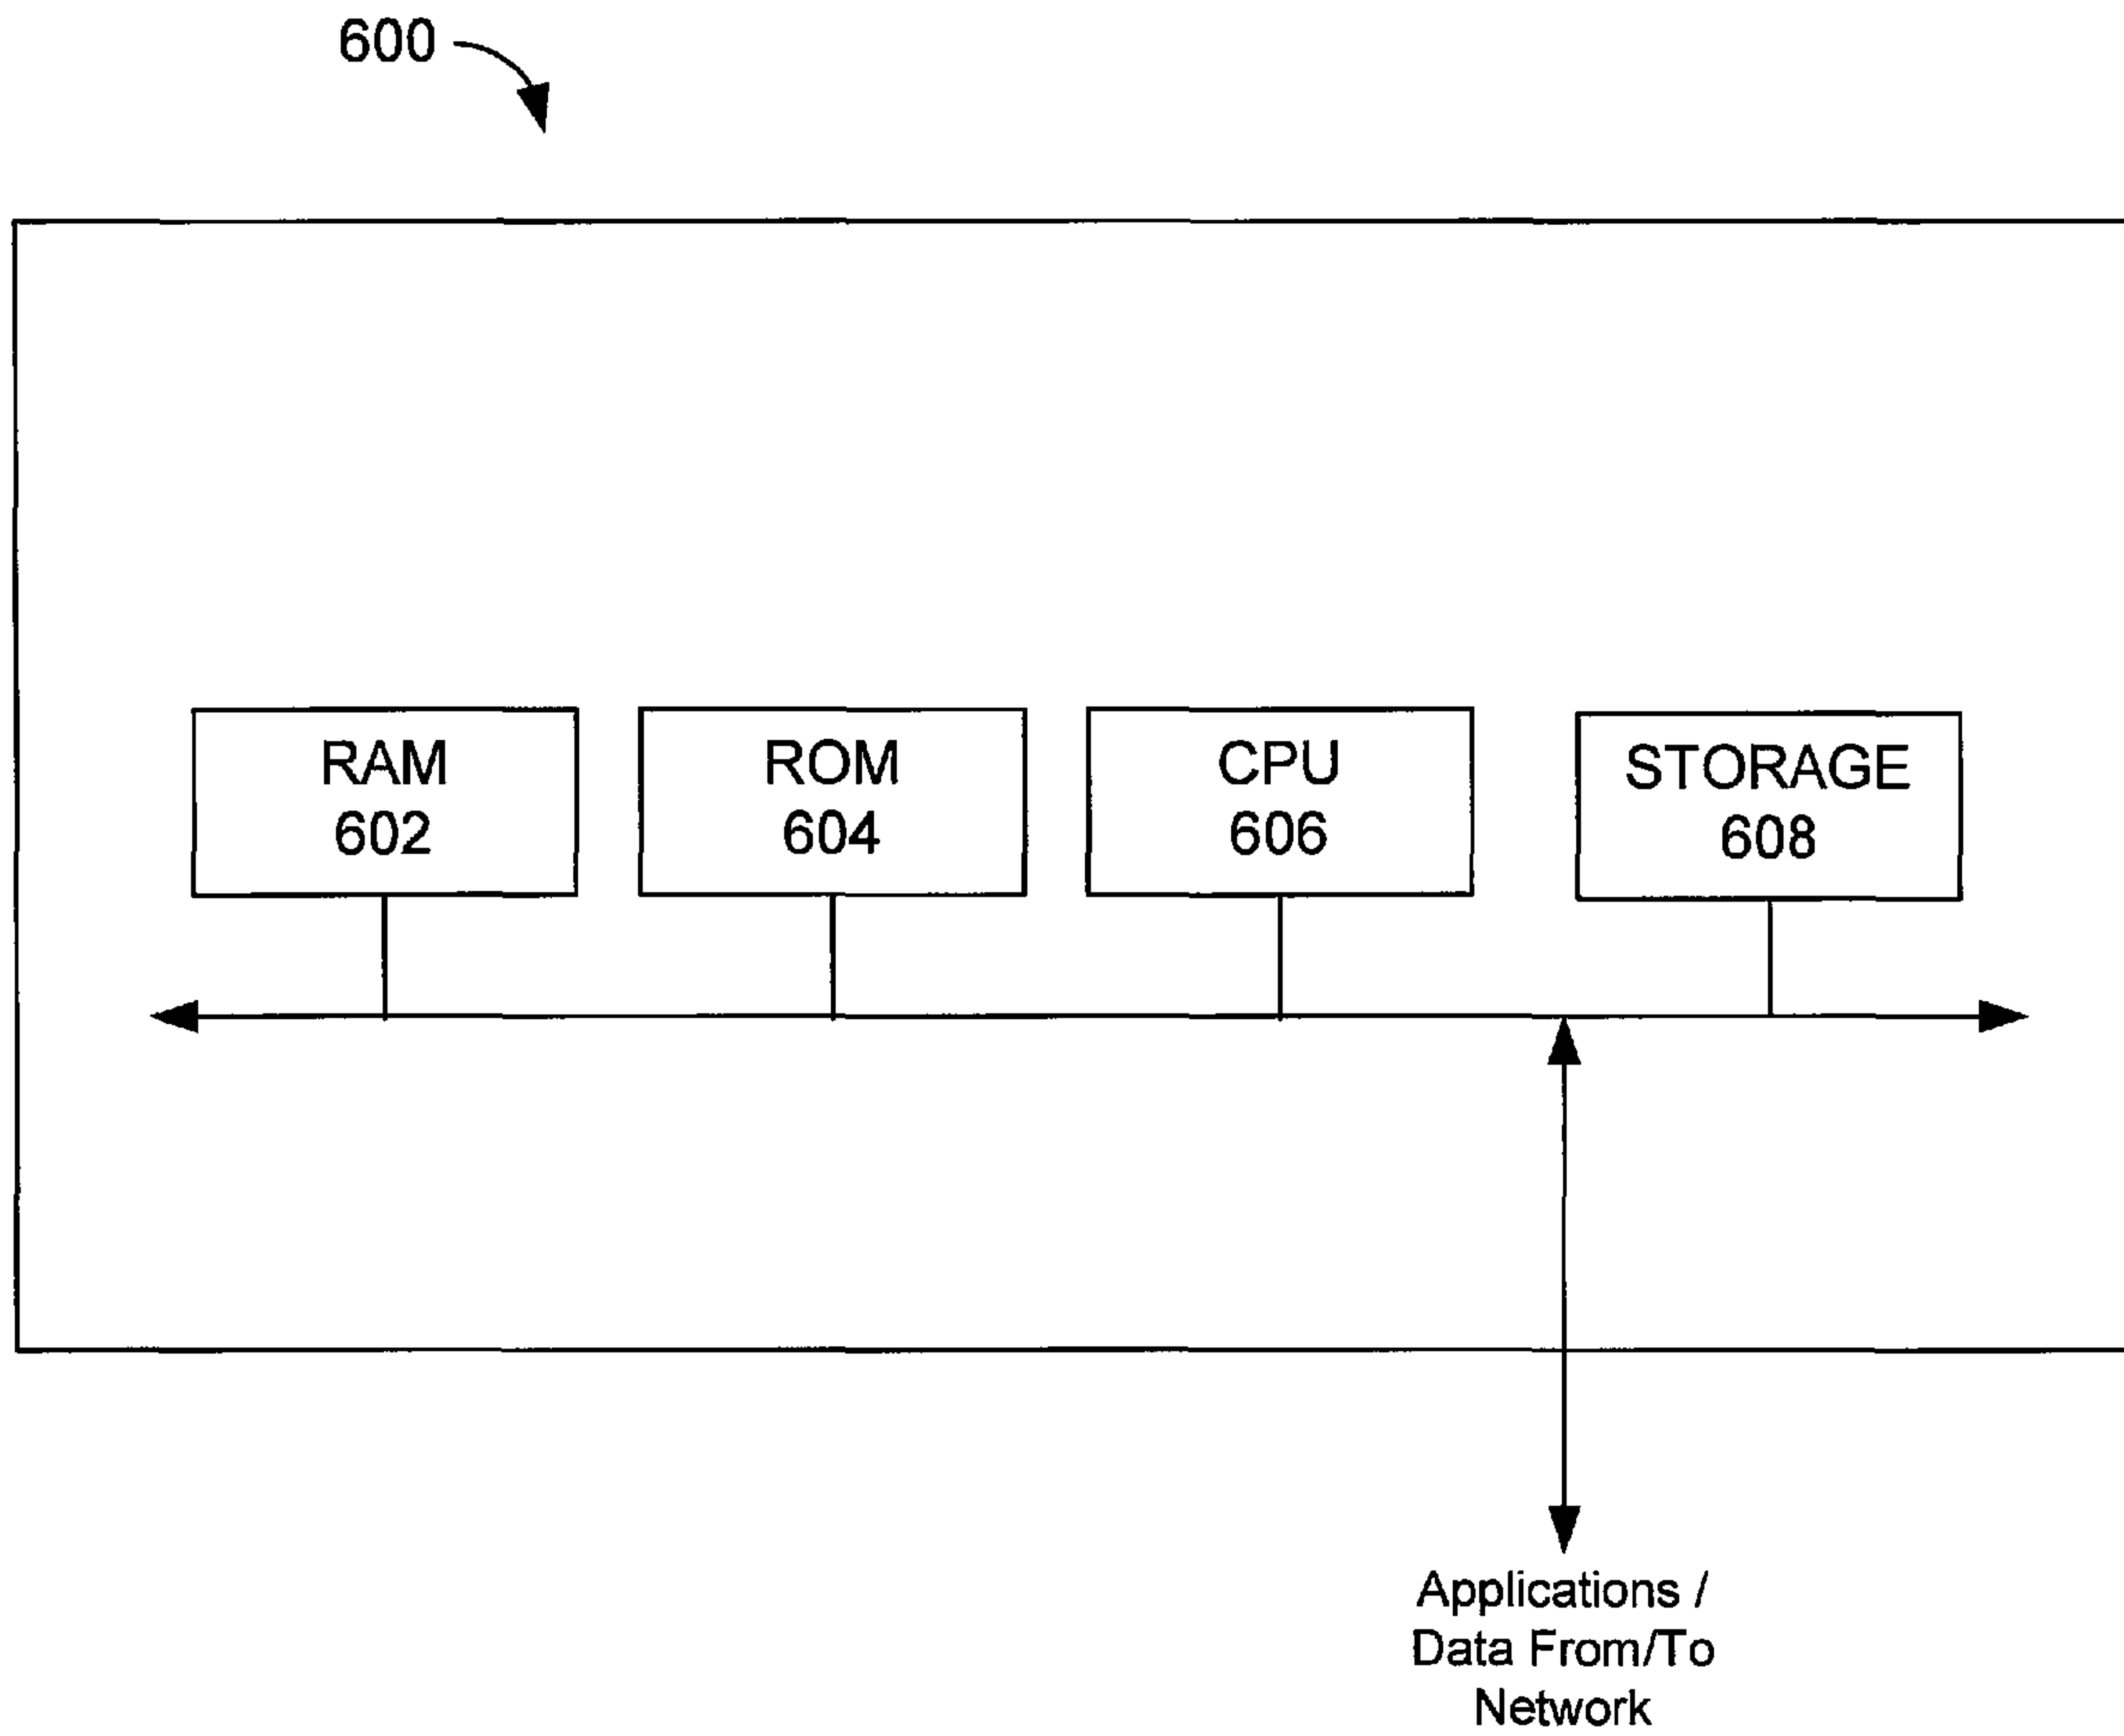 600
RAM
602
ROM
604
CPU
606
STORAGE
608
Applications /
Data From/To
Network